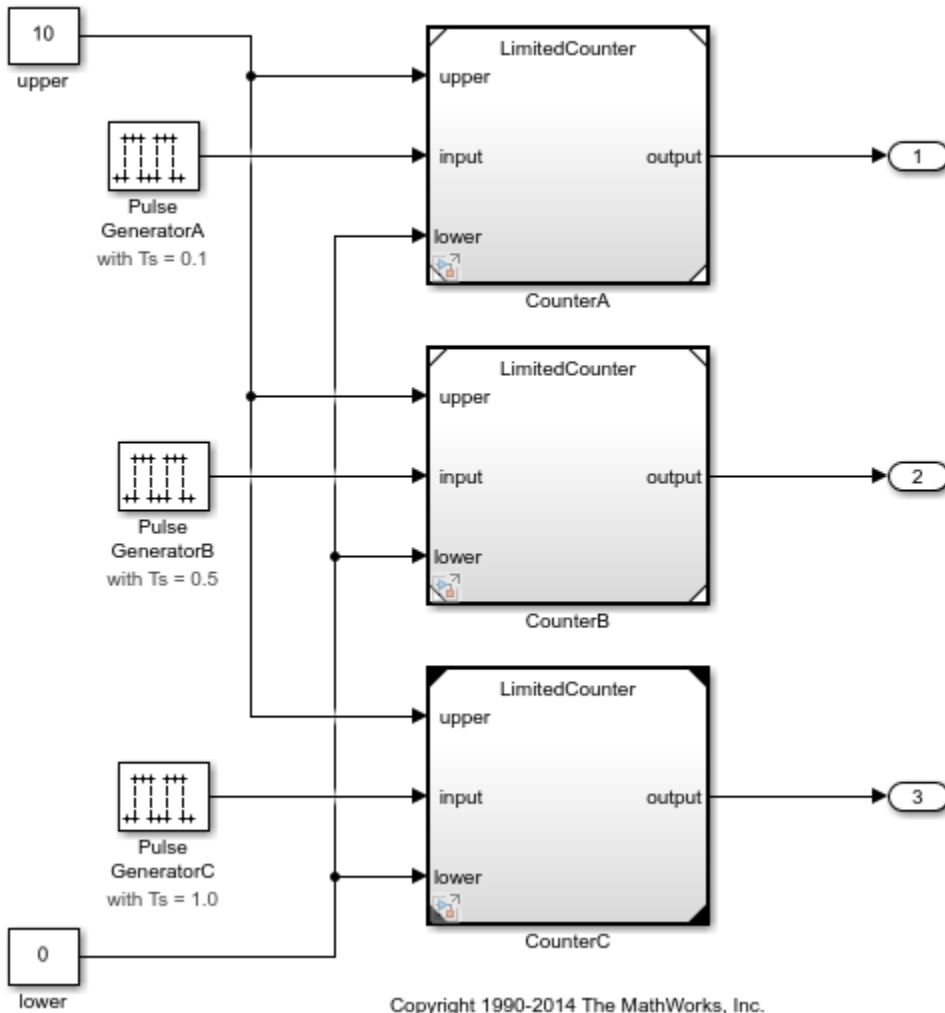 10
upper
LimitedCounter
upper
input
output
1
lower
CounterA
Pulse
GeneratorA
with Ts = 0.1
LimitedCounter
upper
input
output
2
lower
CounterB
Pulse
GeneratorB
with Ts = 0.5
LimitedCounter
upper
input
output
3
lower
CounterC
Pulse
GeneratorC
with Ts = 1.0
0
lower
Copyright 1990-2014 The MathWorks, Inc.